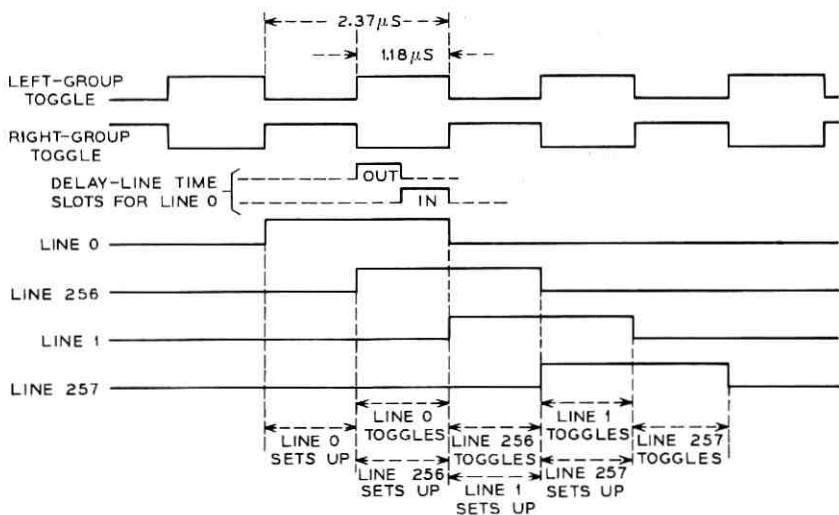 2.37μS
1.18μS
LEFT-GROUP
TOGGLE
RIGHT-GROUP
TOGGLE
DELAY-LINE TIME
SLOTS FOR LINE 0
OUT
IN
LINE 0
LINE 256
LINE 1
LINE 257
LINE 0
SETS UP
LINE 0
TOGGLES
LINE 256
SETS UP
LINE 256
TOGGLES
LINE 1
SETS UP
LINE 1
TOGGLES
LINE 257
SETS UP
LINE 257
TOGGLES